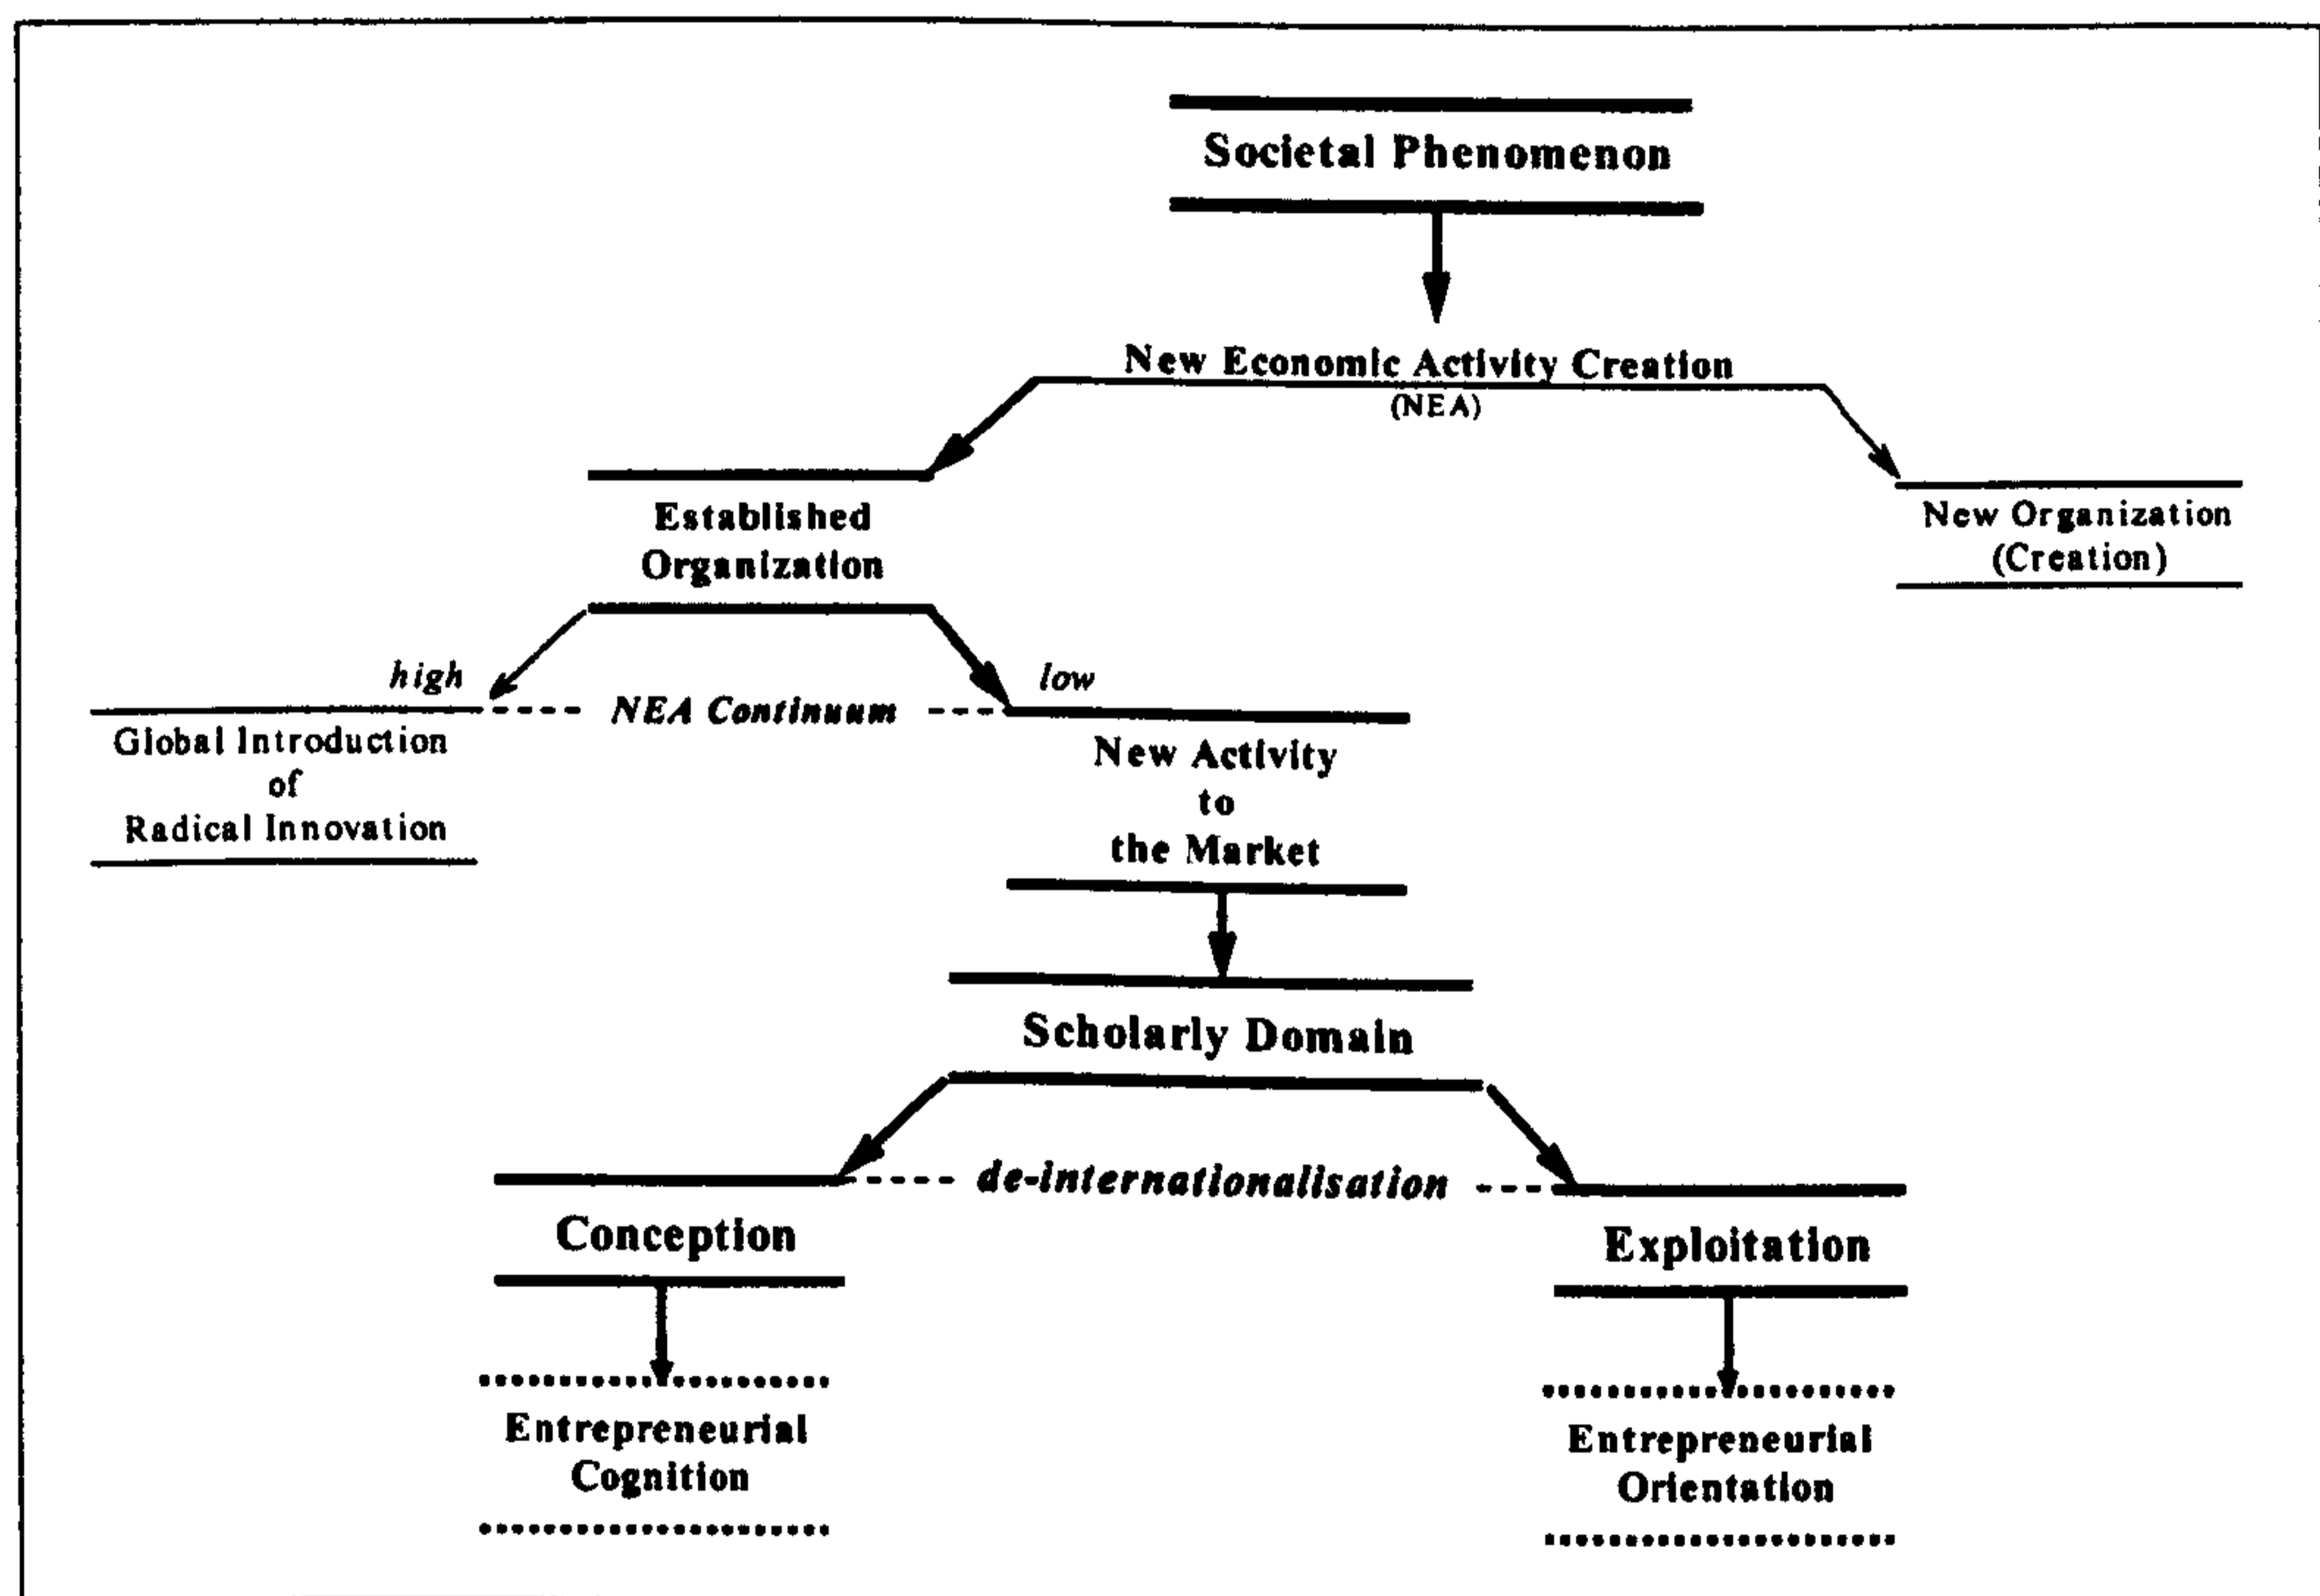 Societal Phenomenon
New Economic Activity Creation
(NEA)
Established
Organization
New Organization
(Creation)
high
low
NEA Continuum
Global Introduction
of
Radical Innovation
New Activity
to
the Market
Scholarly Domain
de-internationalisation
Conception
Exploitation
Entrepreneurial
Cognition
Entrepreneurial
Orientation